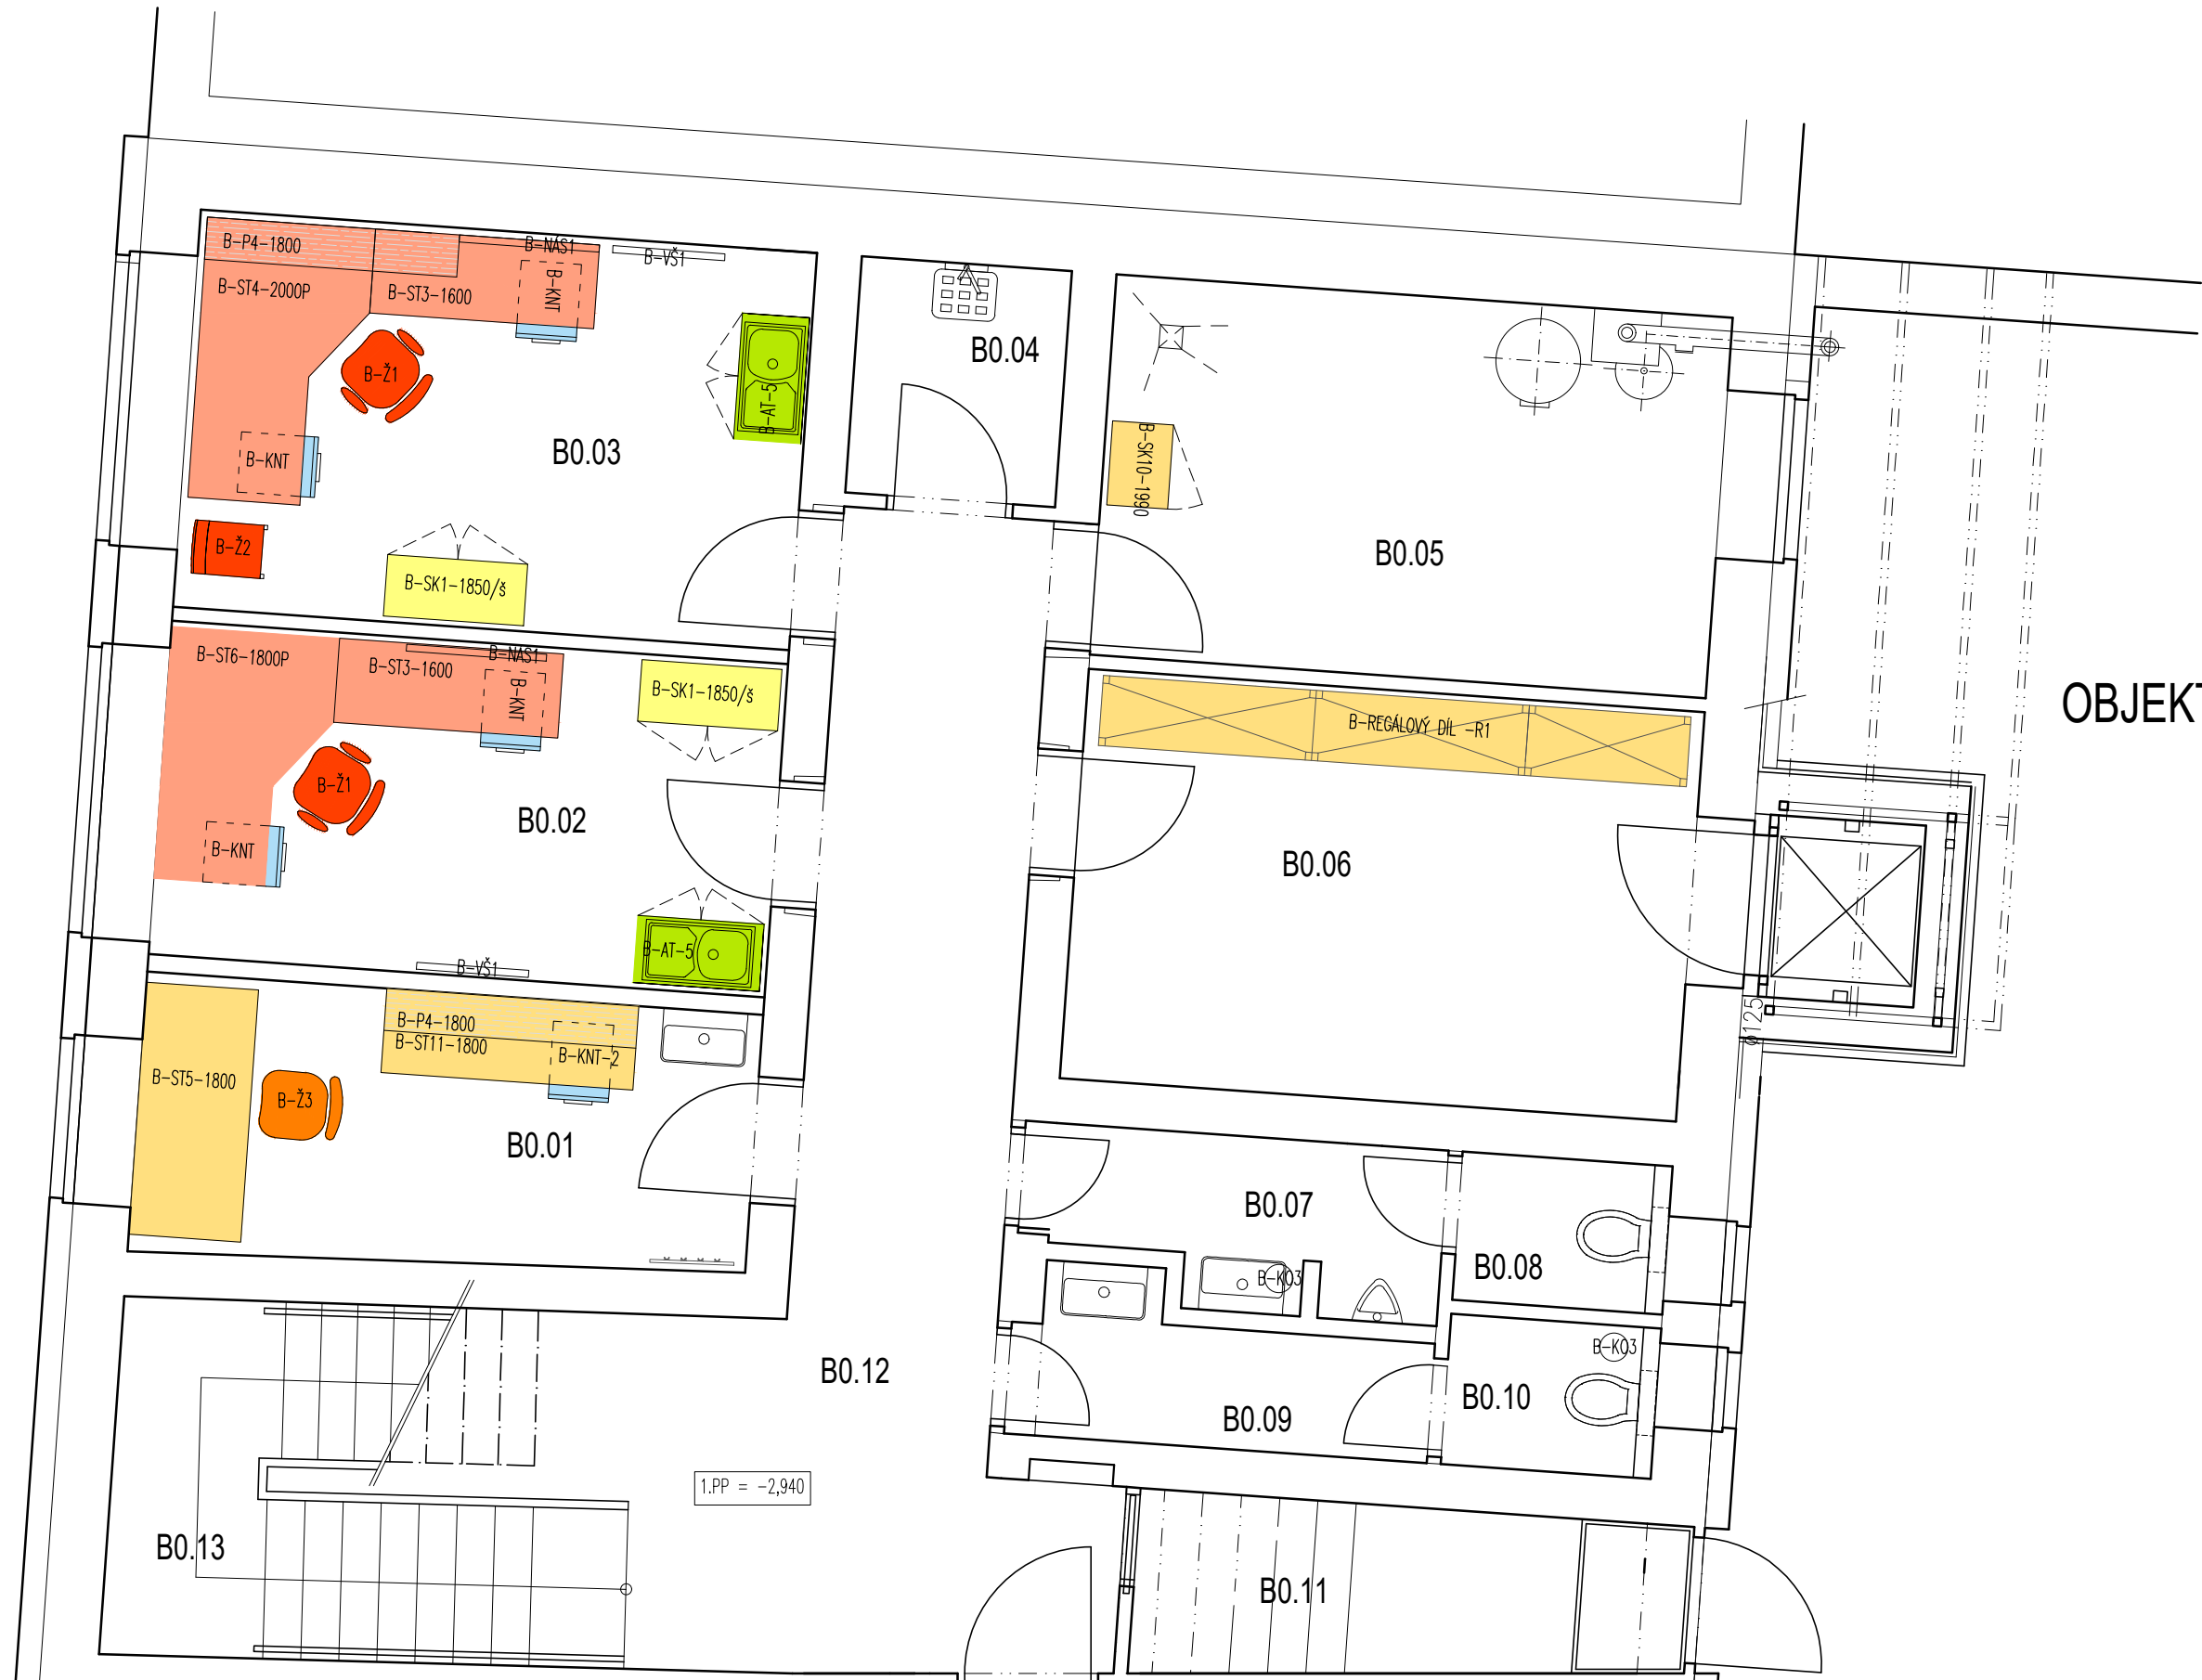 B-P4-1800
B-NÁS1
B-VŠ1
B-ST4-2000P
B-ST3-1600
B-KNT
B-Ž1
B-AT-5
B-KNT
B0.03
B-Ž2
B-SK1-1850/š
B0.04
B-SK10-1990
B0.05
B-ST6-1800P
B-ST3-1600
B-NÁS1
B-KNT
B-SK1-1850/š
B-Ž1
B0.02
B-KNT
B-AT-5
B-VŠ1
B-REGÁLOVÝ DÍL -R1
B0.06
OBJEKT
B-P4-1800
B-ST11-1800
B-KNT-2
B-ST5-1800
B-Ž3
B0.01
B0.07
B-KO3
B0.08
B-KO3
B0.12
B0.09
B0.10
1.PP = -2,940
B0.13
B0.11